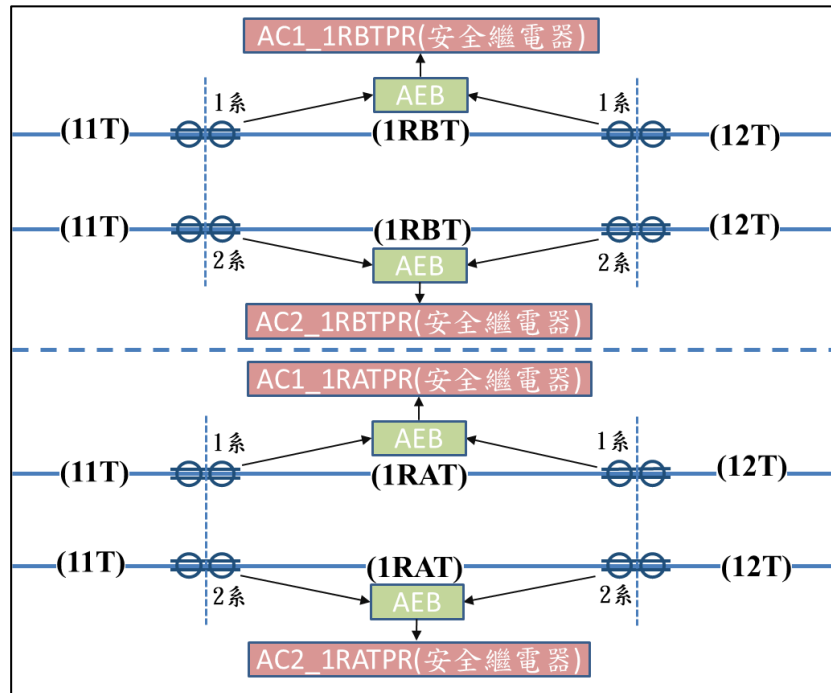 AC1_1RBTPR(安全繼電器)
1系 AEB 1系
(11T) (1RBT) (12T)
(11T) (1RBT) (12T)
2系 AEB 2系
AC2_1RBTPR(安全繼電器)
AC1_1RATPR(安全繼電器)
1系 AEB 1系
(11T) (1RAT) (12T)
(11T) (1RAT) (12T)
2系 AEB 2系
AC2_1RATPR(安全繼電器)